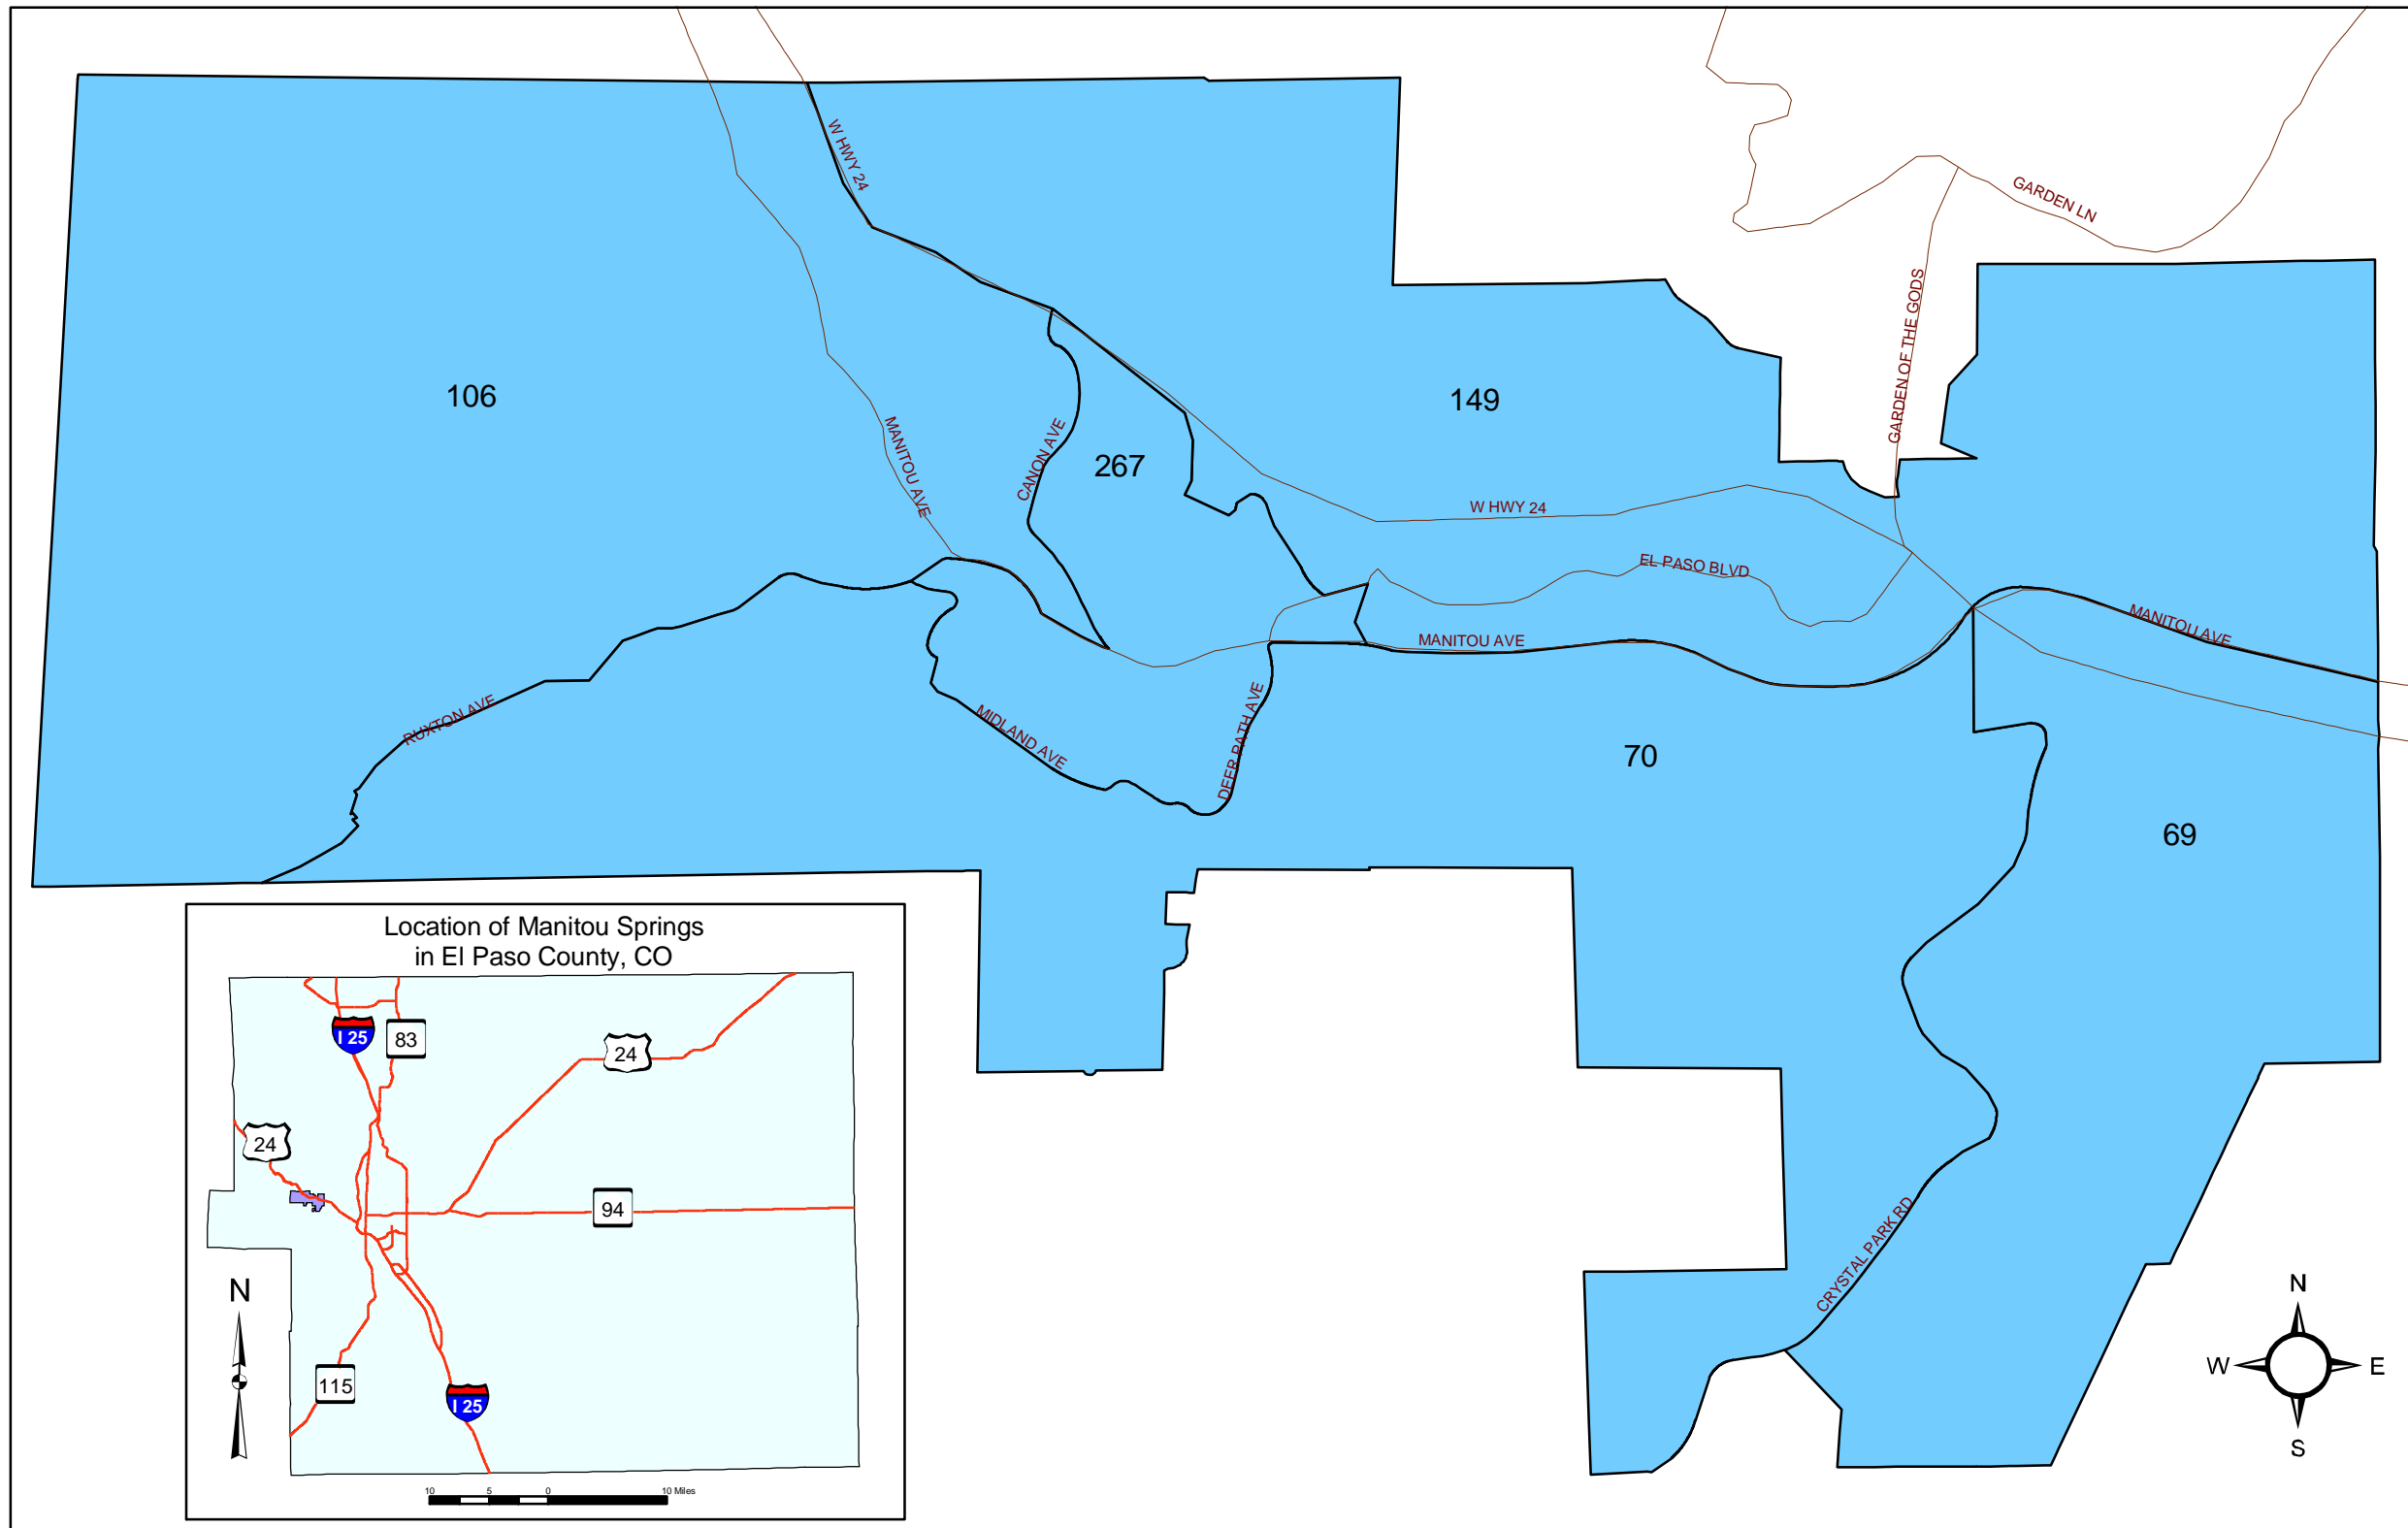 W HWY 24
GARDEN LN
GARDEN OF THE GODS
106
149
MANITOU AVE
CANON AVE
267
W HWY 24
EL PASO BLVD
MANITOU AVE
MANITOU AVE
RUXTON AVE
MIDLAND AVE
DEER PATH AVE
70
69
CRYSTAL PARK RD
Location of Manitou Springs
in El Paso County, CO
I 25
83
24
24
94
N
115
I 25
10 5 0 10 Miles
N
W E
S